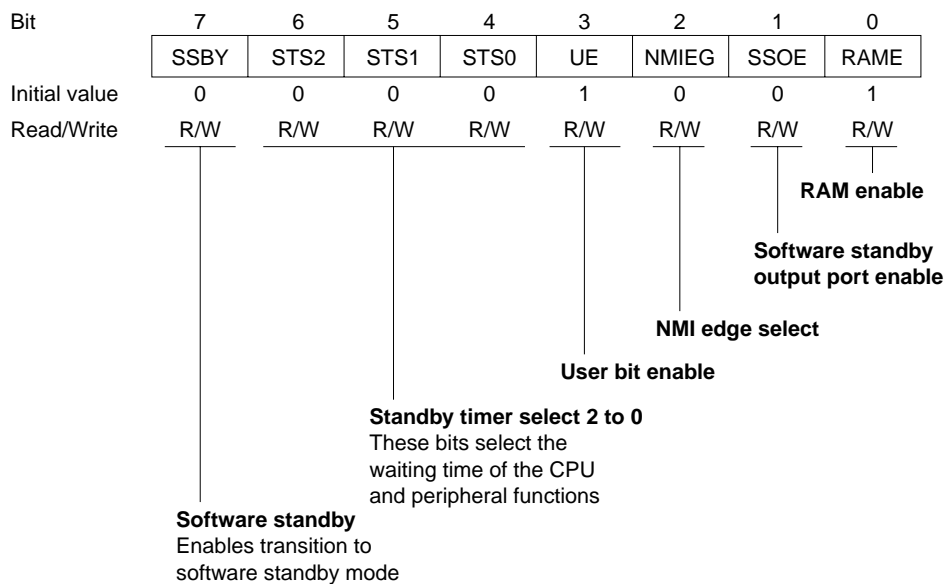 Bit 7 6 5 4 3 2 1 0
SSBY STS2 STS1 STS0 UE NMIEG SSOE RAME
Initial value 0 0 0 0 1 0 0 1
Read/Write R/W R/W R/W R/W R/W R/W R/W R/W
RAM enable
Software standby
output port enable
NMI edge select
User bit enable
Standby timer select 2 to 0
These bits select the
waiting time of the CPU
and peripheral functions
Software standby
Enables transition to
software standby mode